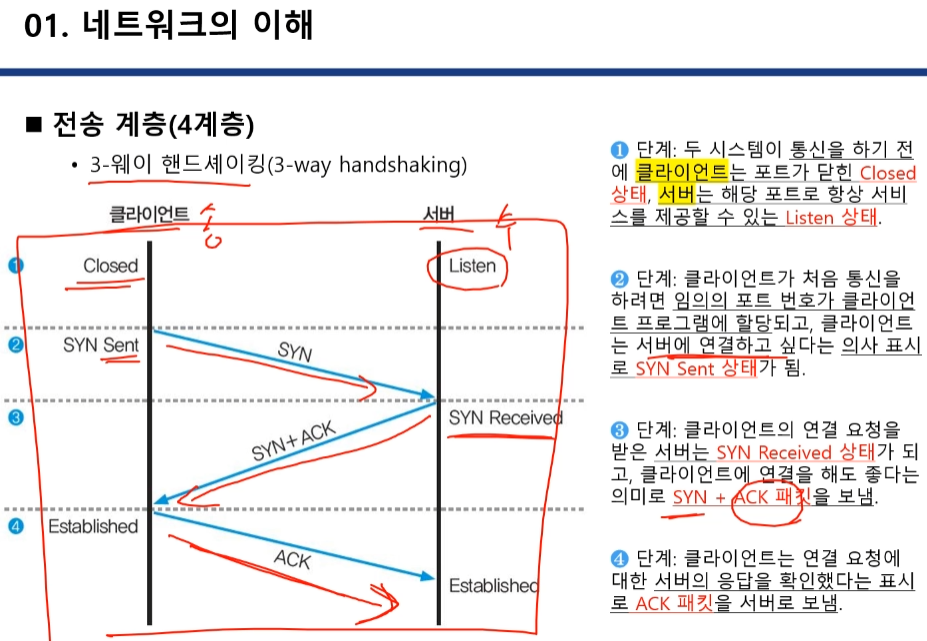 01. 네트워크의 이해
■ 전송 계층(4계층)
• 3-웨이 핸드셰이킹(3-way handshaking)
클라이언트
서버
1
Closed
Listen
2
SYN Sent
SYN
3
SYN Received
SYN+ACK
4
Established
ACK
Established
1 단계: 두 시스템이 통신을 하기 전
에 클라이언트는 포트가 닫힌 Closed
상태, 서버는 해당 포트로 항상 서비
스를 제공할 수 있는 Listen 상태.
2 단계: 클라이언트가 처음 통신을
하려면 임의의 포트 번호가 클라이언
트 프로그램에 할당되고, 클라이언트
는 서버에 연결하고 싶다는 의사 표시
로 SYN Sent 상태가 됨.
3 단계: 클라이언트의 연결 요청을
받은 서버는 SYN Received 상태가 되
고, 클라이언트에 연결을 해도 좋다는
의미로 SYN + ACK 패킷을 보냄.
4 단계: 클라이언트는 연결 요청에
대한 서버의 응답을 확인했다는 표시
로 ACK 패킷을 서버로 보냄.